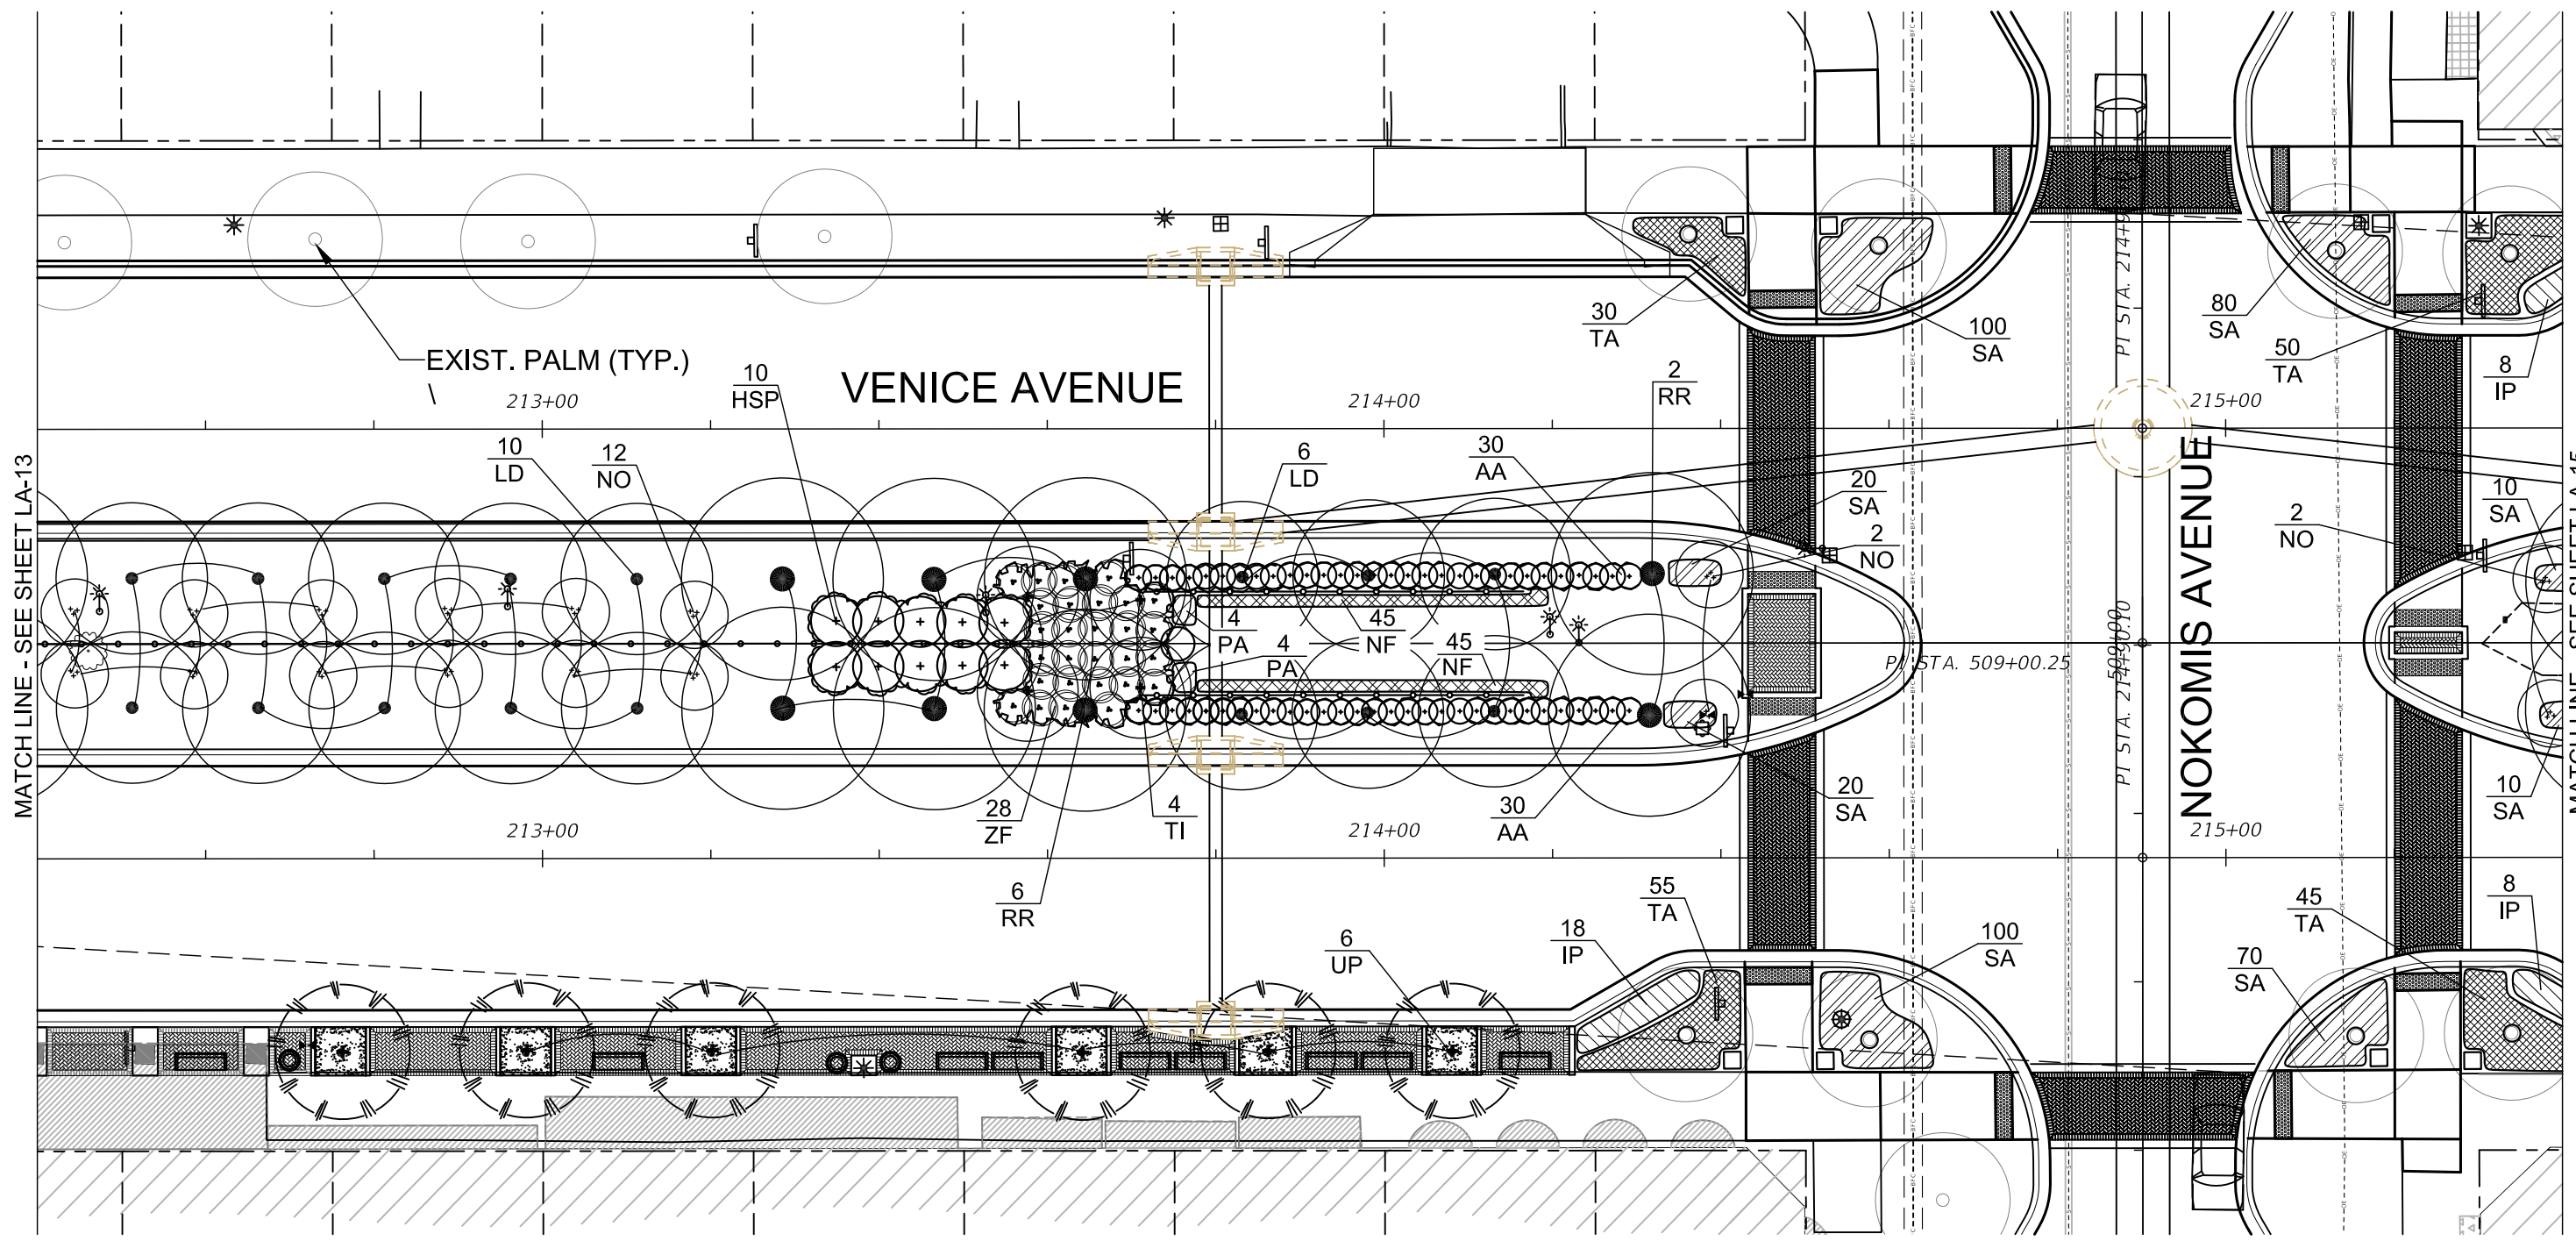 30
TA
100
SA
80
SA
50
TA
8
IP
EXIST. PALM (TYP.)
\
VENICE AVENUE
10
HSP
2
RR
213+00
214+00
215+00
10
LD
12
NO
6
LD
30
AA
20
SA
2
NO
2
NO
10
SA
MATCH LINE - SEE SHEET LA-13
NOKOMIS AVENUE
4
PA
45
NF
4
PA
45
NF
PI STA. 509+00.25
28
ZF
4
TI
30
AA
20
SA
10
SA
213+00
214+00
215+00
6
RR
6
UP
18
IP
55
TA
100
SA
70
SA
45
TA
8
IP